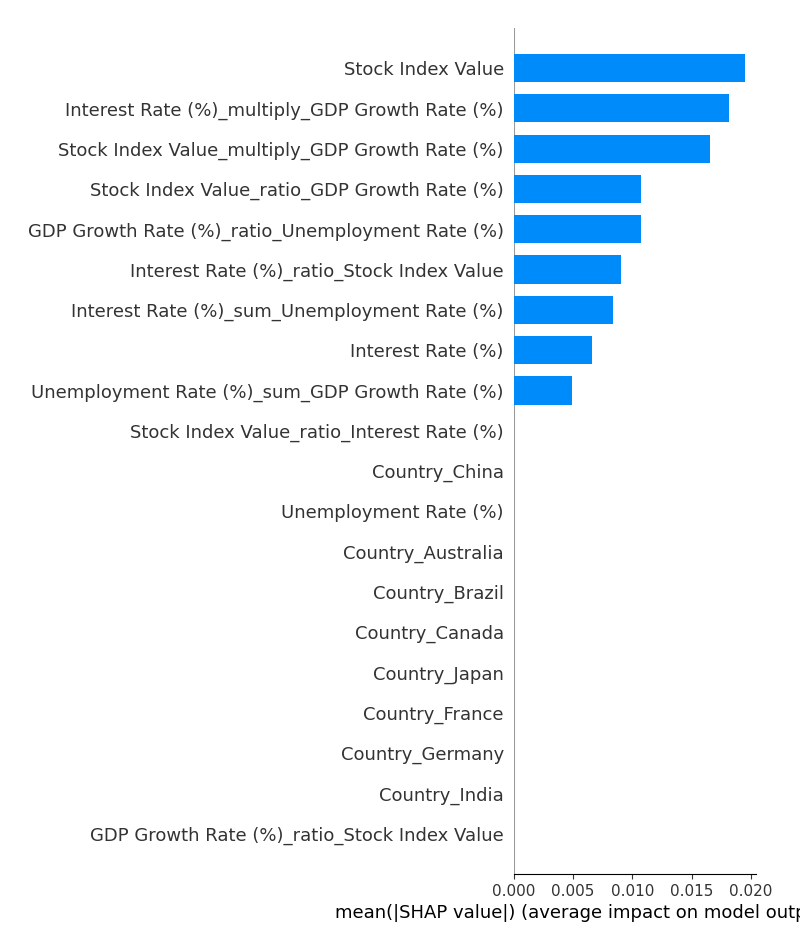 Stock Index Value
Interest Rate (%)_multiply_GDP Growth Rate (%)
Stock Index Value_multiply_GDP Growth Rate (%)
Stock Index Value_ratio_GDP Growth Rate (%)
GDP Growth Rate (%)_ratio_Unemployment Rate (%)
Interest Rate (%)_ratio_Stock Index Value
Interest Rate (%)_sum_Unemployment Rate (%)
Interest Rate (%)
Unemployment Rate (%)_sum_GDP Growth Rate (%)
Stock Index Value_ratio_Interest Rate (%)
Country_China
Unemployment Rate (%)
Country_Australia
Country_Brazil
Country_Canada
Country_Japan
Country_France
Country_Germany
Country_India
GDP Growth Rate (%)_ratio_Stock Index Value
0.000 0.005 0.010 0.015 0.020
mean(|SHAP value|) (average impact on model outp